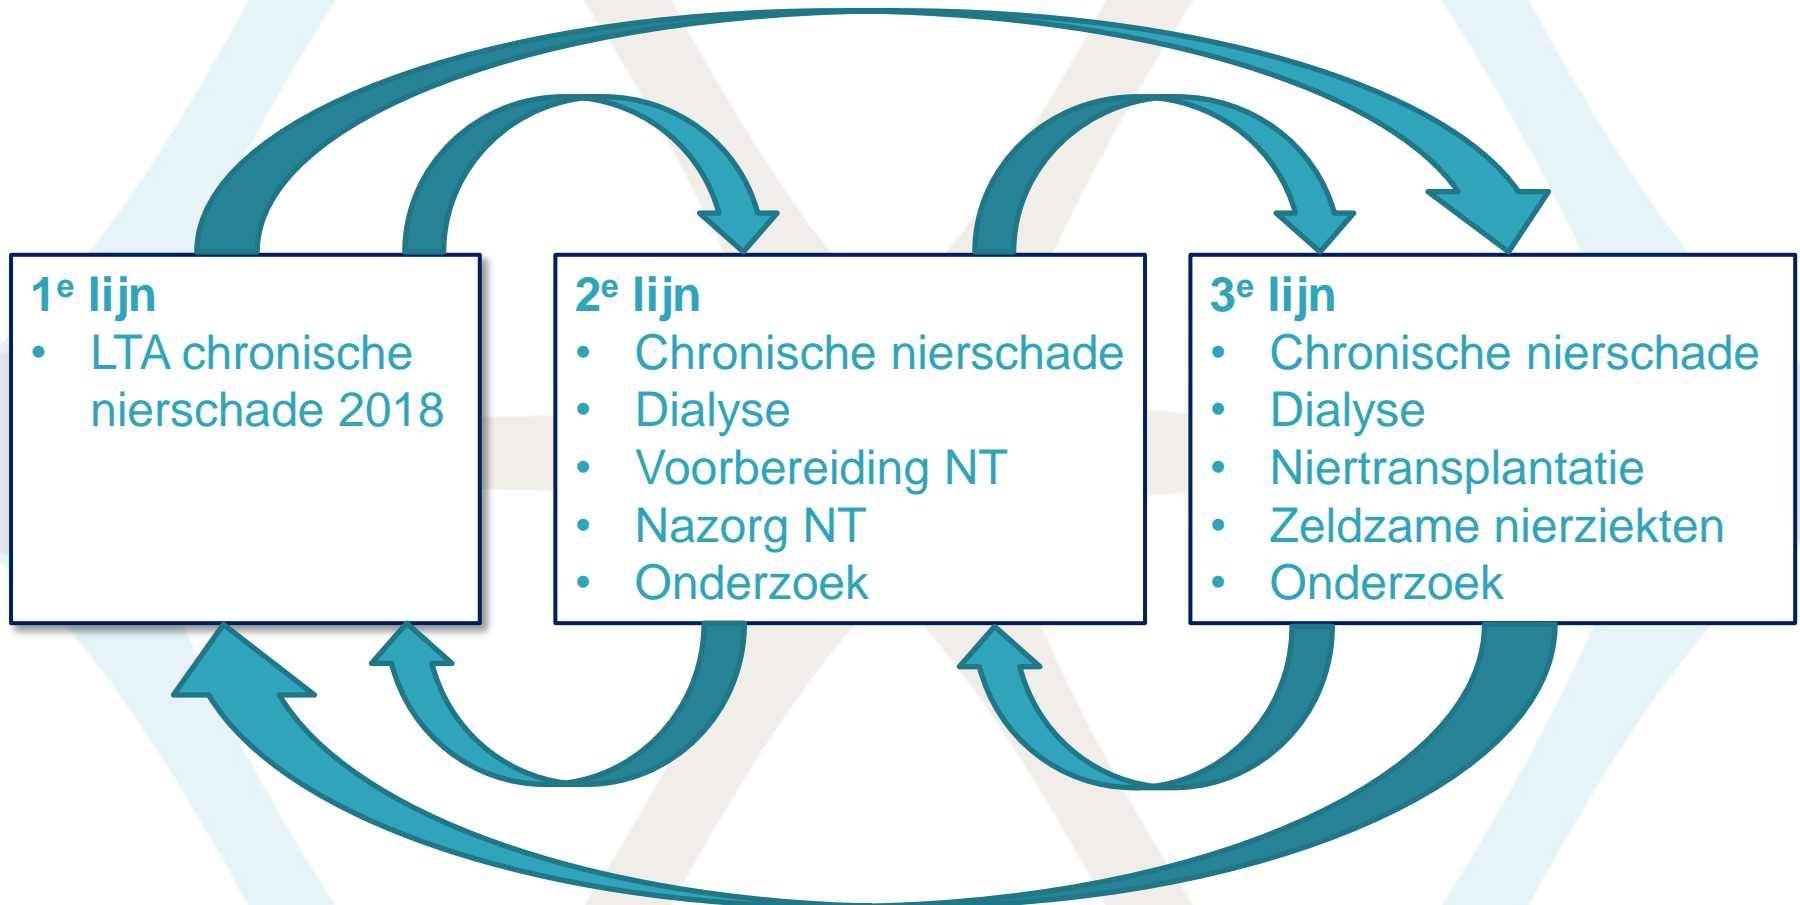 1e lijn
• LTA chronische
nierschade 2018
2e lijn
• Chronische nierschade
• Dialyse
• Voorbereiding NT
• Nazorg NT
• Onderzoek
3e lijn
• Chronische nierschade
• Dialyse
• Niertransplantatie
• Zeldzame nierziekten
• Onderzoek